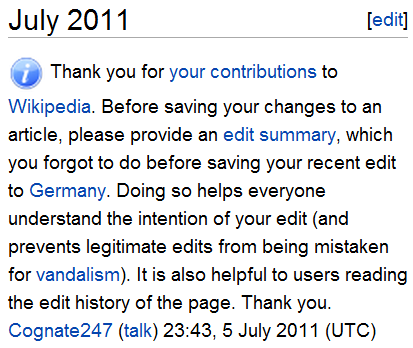 July 2011 [edit]
Thank you for your contributions to
Wikipedia. Before saving your changes to an
article, please provide an edit summary, which
you forgot to do before saving your recent edit
to Germany. Doing so helps everyone
understand the intention of your edit (and
prevents legitimate edits from being mistaken
for vandalism). It is also helpful to users reading
the edit history of the page. Thank you.
Cognate247 (talk) 23:43, 5 July 2011 (UTC)